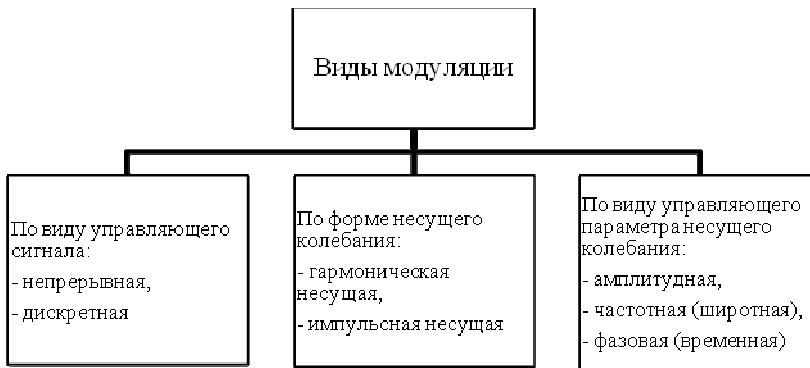 Виды модуляции
По виду управляющего
сигнала:
- непрерывная,
- дискретная
По форме несущего
колебания:
- гармоническая
несущая,
- импульсная несущая
По виду управляющего
параметра несущего
колебания:
- амплитудная,
- частотная (широтная),
- фазовая (временная)